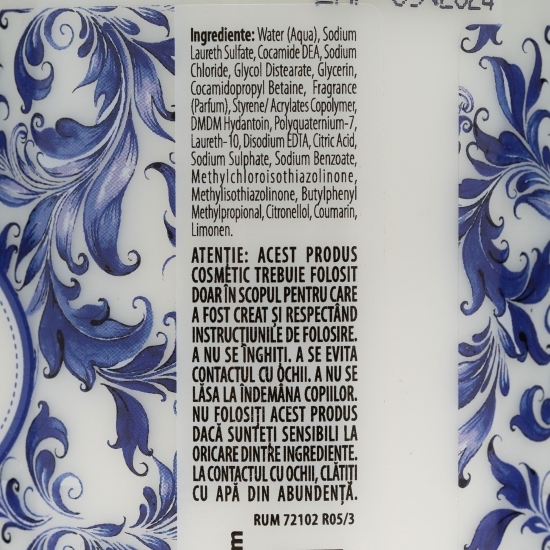 Ingrediente: Water (Aqua), Sodium
Laureth Sulfate, Cocamide DEA, Sodium
Chloride, Glycol Distearate, Glycerin,
Cocamidopropyl Betaine, Fragrance
(Parfum), Styrene/ Acrylates Copolymer,
DMDM Hydantoin, Polyquaternium-7,
Laureth-10, Disodium EDTA, Citric Acid,
Sodium Sulphate, Sodium Benzoate,
Methylchloroisothiazolinone,
Methylisothiazolinone, Butylphenyl
Methylpropional, Citronellol, Coumarin,
Limonen.
ATENȚIE: ACEST PRODUS
COSMETIC TREBUIE FOLOSIT
DOAR ÎN SCOPUL PENTRU CARE
A FOST CREAT ȘI RESPECTÂND
INSTRUCȚIUNILE DE FOLOSIRE.
A NU SE ÎNGHIȚI. A SE EVITA
CONTACTUL CU OCHII. A NU SE
LĂSA LA ÎNDEMÂNA COPIILOR.
NU FOLOSIȚI ACEST PRODUS
DACĂ SUNTEȚI SENSIBILI LA
ORICARE DINTRE INGREDIENTE.
LA CONTACTUL CU OCHII, CLĂTIȚI
CU APĂ DIN ABUNDENȚĂ.
RUM 72102 R05/3